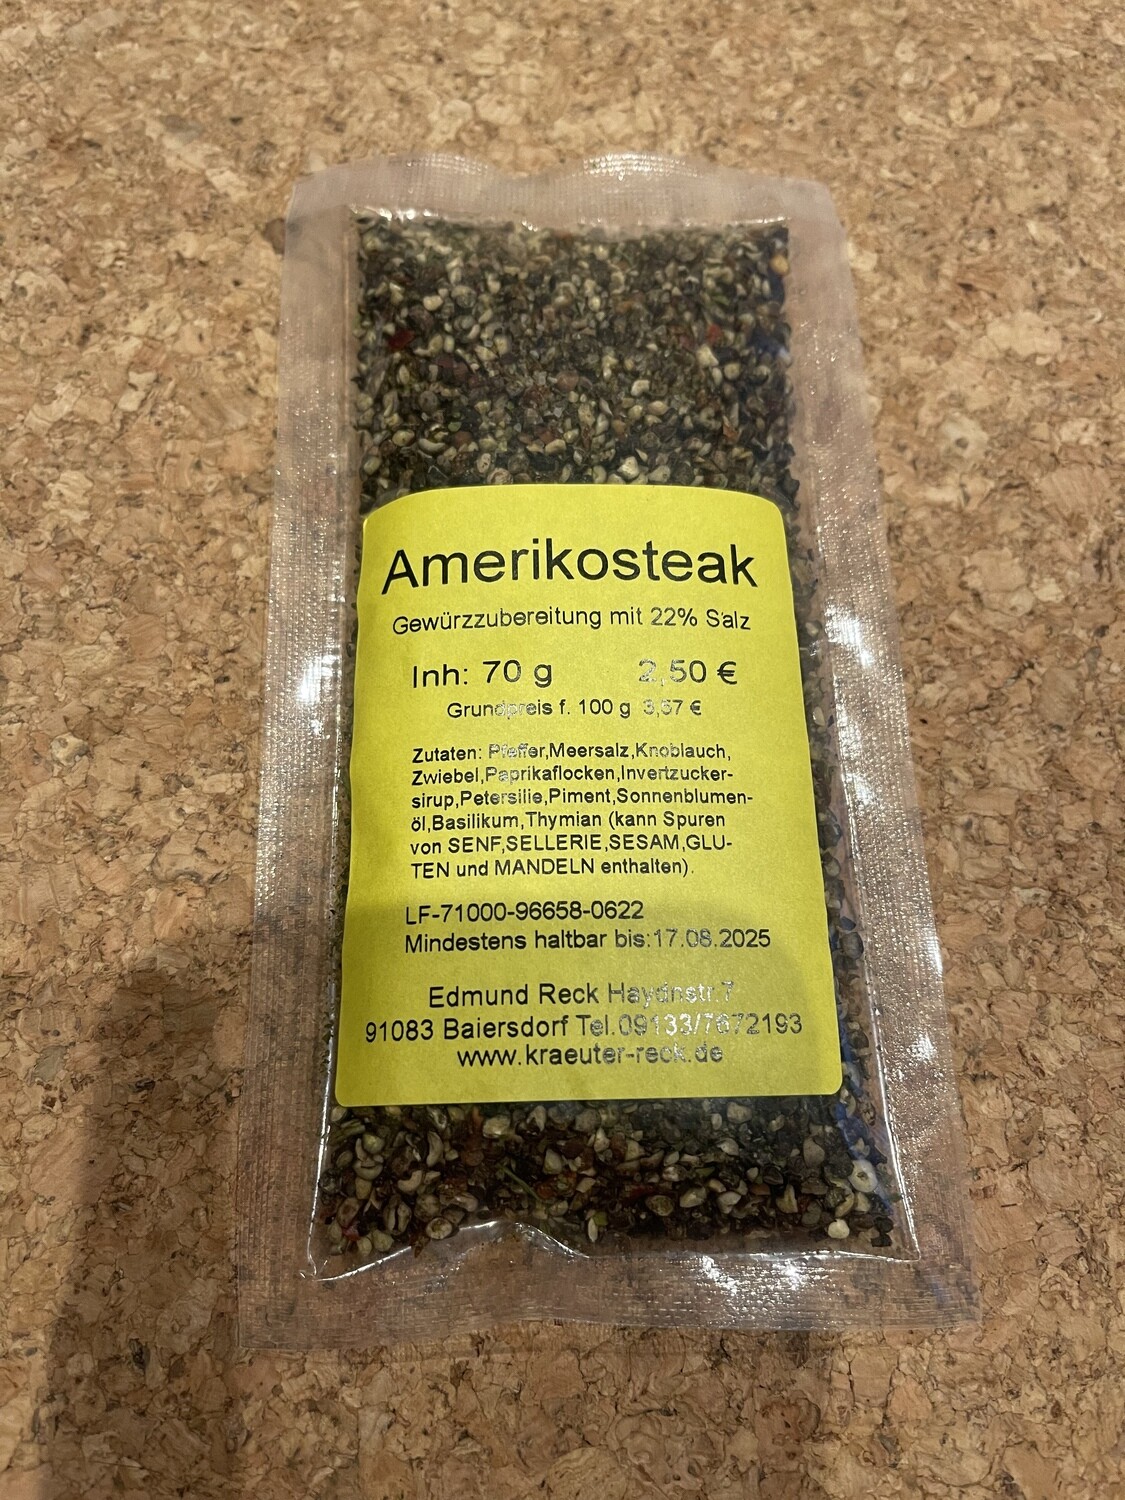 Amerikosteak
Gewürzzubereitung mit 22% Salz
Inh: 70 g 2,50 €
Grundpreis f. 100 g 3,57 €
Zutaten: Pfeffer,Meersalz,Knoblauch,
Zwiebel,Paprikaflocken,Invertzucker-
sirup,Petersilie,Piment,Sonnenblumen-
öl,Basilikum,Thymian (kann Spuren
von SENF,SELLERIE,SESAM,GLU-
TEN und MANDELN enthalten).
LF-71000-96658-0622
Mindestens haltbar bis:17.08.2025
Edmund Reck Haydnstr.7
91083 Baiersdorf Tel.09133/7672193
www.kraeuter-reck.de